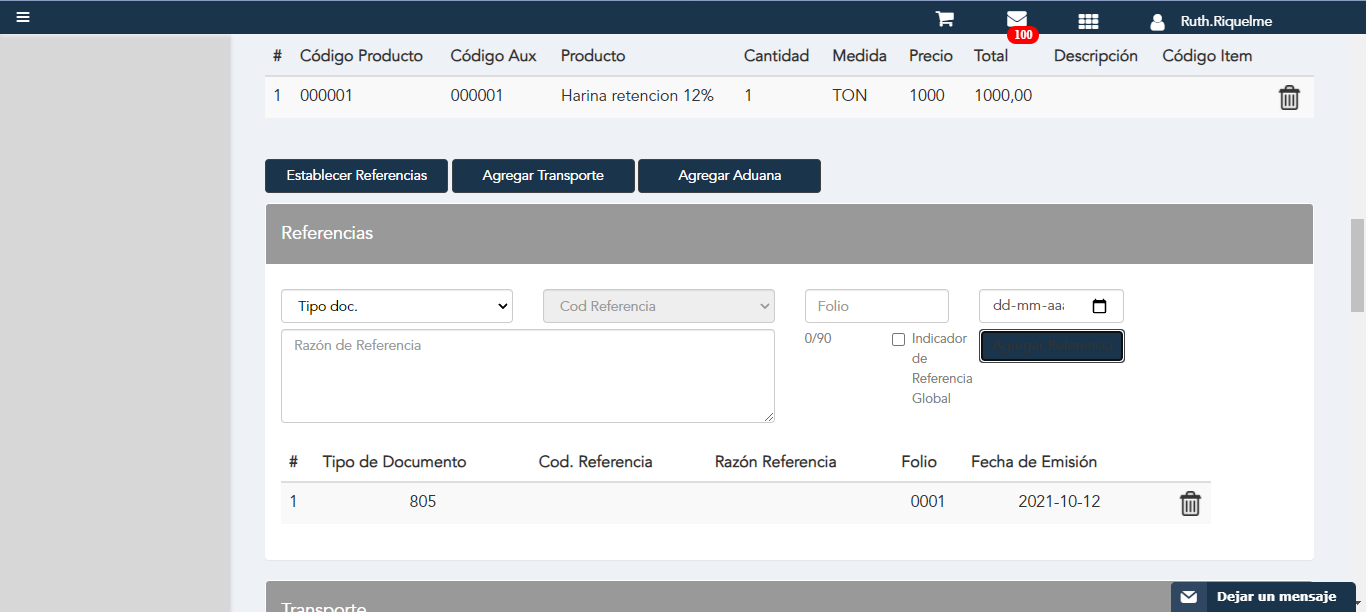 Ruth.Riquelme
100
# Código Producto Código Aux Producto Cantidad Medida Precio Total Descripción Código Item
1 000001 000001 Harina retencion 12% 1 TON 1000 1000,00
Establecer Referencias Agregar Transporte Agregar Aduana
Referencias
Tipo doc. Cod Referencia Folio dd-mm-aaa
Razón de Referencia 0/90 Indicador
de
Referencia
Global
# Tipo de Documento Cod. Referencia Razón Referencia Folio Fecha de Emisión
1 805 0001 2021-10-12
Transporte
Dejar un mensaje